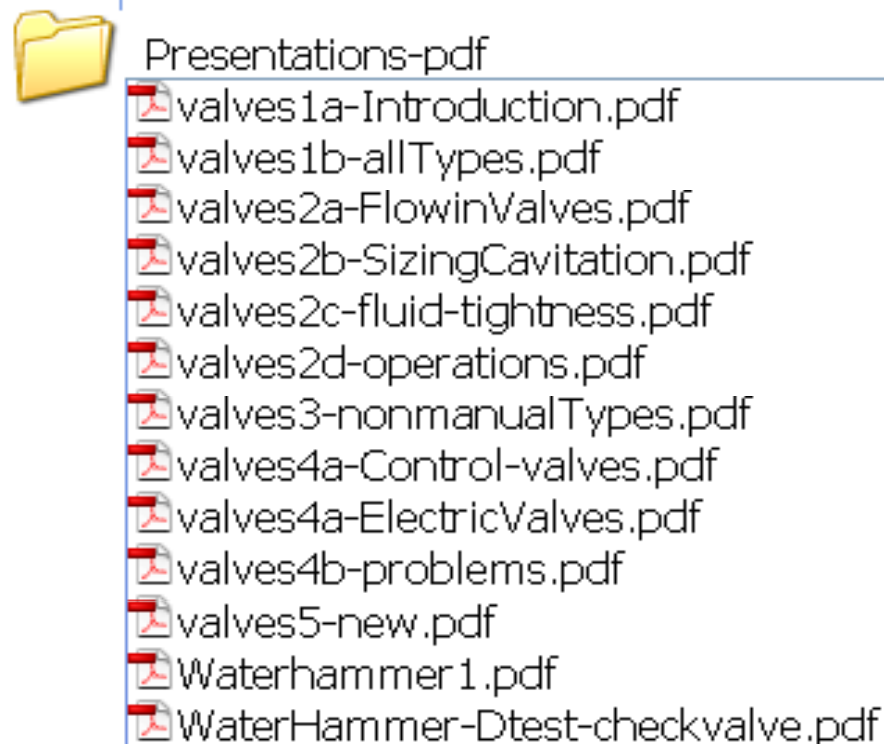 Presentations-pdf
valves1a-Introduction.pdf
valves1b-allTypes.pdf
valves2a-FlowinValves.pdf
valves2b-SizingCavitation.pdf
valves2c-fluid-tightness.pdf
valves2d-operations.pdf
valves3-nonmanualTypes.pdf
valves4a-Control-valves.pdf
valves4a-ElectricValves.pdf
valves4b-problems.pdf
valves5-new.pdf
Waterhammer1.pdf
WaterHammer-Dtest-checkvalve.pdf